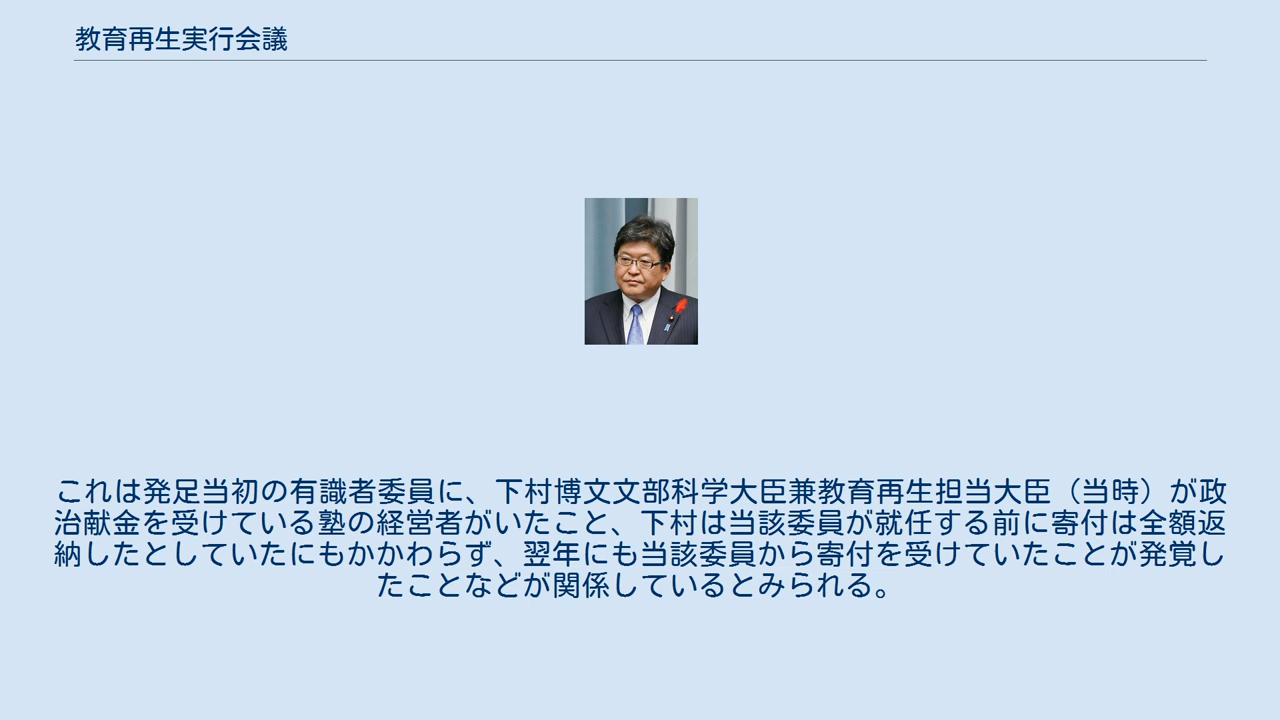 教育再生実行会議
これは発足当初の有識者委員に、下村博文文部科学大臣兼教育再生担当大臣（当時）が政
治献金を受けている塾の経営者がいたこと、下村は当該委員が就任する前に寄付は全額返
納したとしていたにもかかわらず、翌年にも当該委員から寄付を受けていたことが発覚し
たことなどが関係しているとみられる。